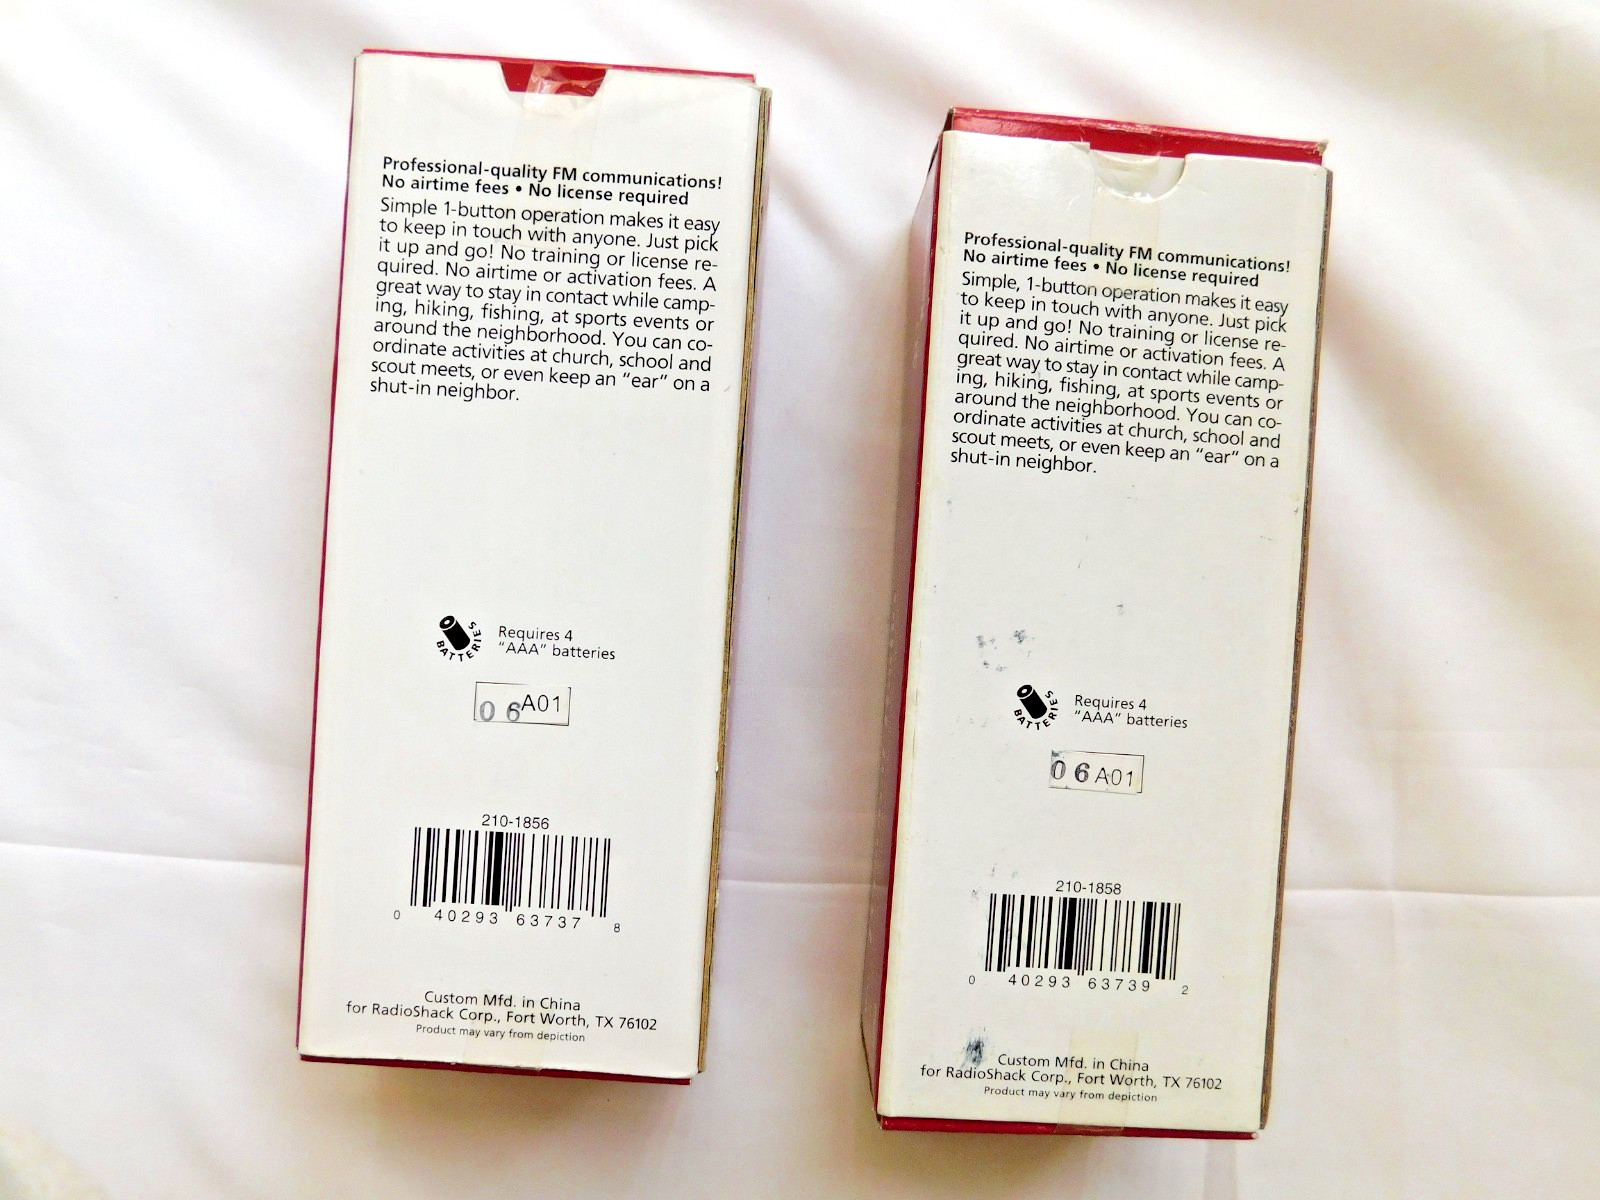 Professional-quality FM communications!
No airtime fees • No license required
Simple 1-button operation makes it easy
to keep in touch with anyone. Just pick
it up and go! No training or license re-
quired. No airtime or activation fees. A
great way to stay in contact while camp-
ing, hiking, fishing, at sports events or
around the neighborhood. You can co-
ordinate activities at church, school and
scout meets, or even keep an “ear” on a
shut-in neighbor.
BATTERIES
Requires 4
“AAA” batteries
06A01
210-1856
0 40293 63737 8
Custom Mfd. in China
for RadioShack Corp., Fort Worth, TX 76102
Product may vary from depiction
Professional-quality FM communications!
No airtime fees • No license required
Simple, 1-button operation makes it easy
to keep in touch with anyone. Just pick
it up and go! No training or license re-
quired. No airtime or activation fees. A
great way to stay in contact while camp-
ing, hiking, fishing, at sports events or
around the neighborhood. You can co-
ordinate activities at church, school and
scout meets, or even keep an “ear” on a
shut-in neighbor.
BATTERIES
Requires 4
“AAA” batteries
06A01
210-1858
0 40293 63739 2
Custom Mfd. in China
for RadioShack Corp., Fort Worth, TX 76102
Product may vary from depiction